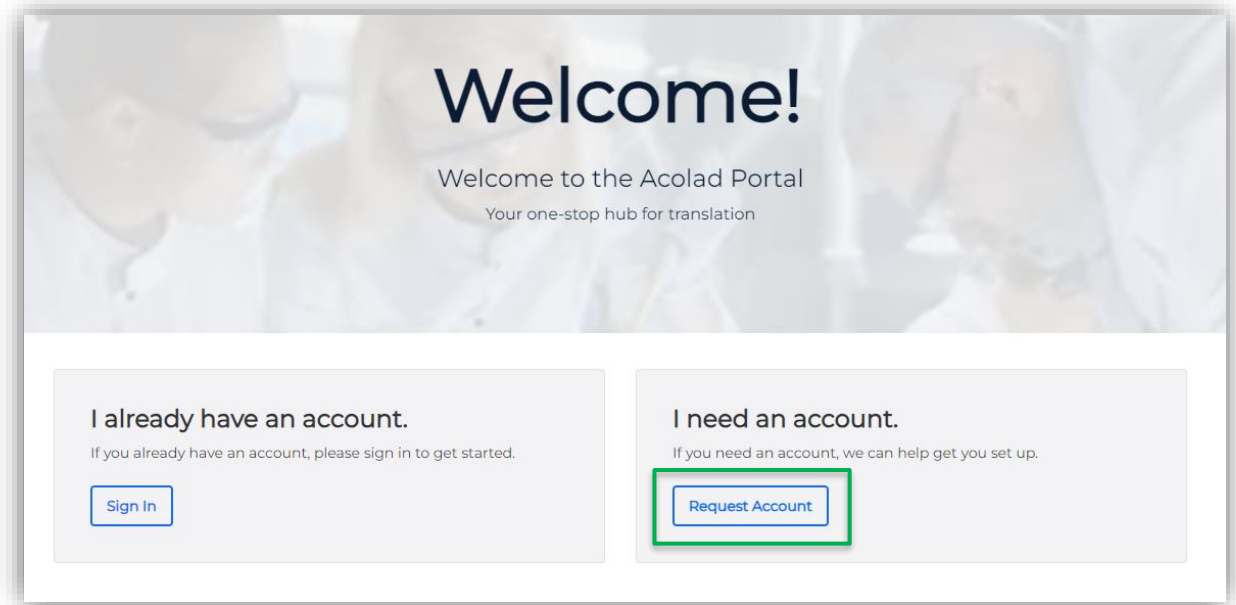 Welcome!
Welcome to the Acolad Portal
Your one-stop hub for translation
I already have an account.
If you already have an account, please sign in to get started.
Sign In
I need an account.
If you need an account, we can help get you set up.
Request Account